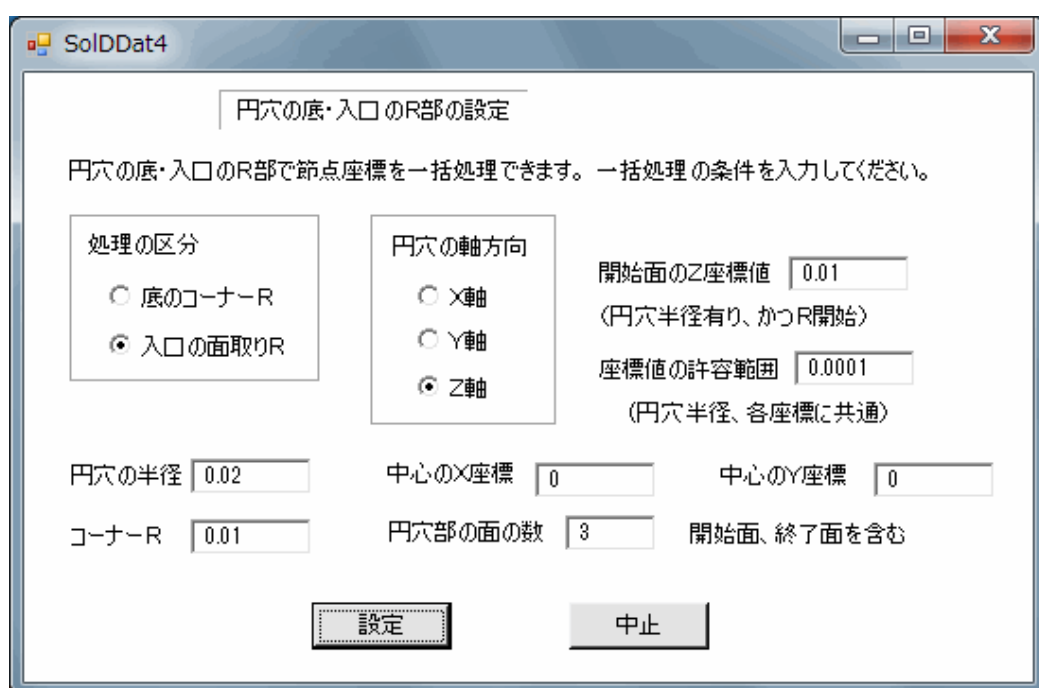 SolDDat4
円穴の底・入口のR部の設定
円穴の底・入口のR部で節点座標を一括処理できます。一括処理の条件を入力してください。
処理の区分
底のコーナーR
入口の面取りR
円穴の軸方向
X軸
Y軸
Z軸
開始面のZ座標値 0.01
（円穴半径有り、かつR開始）
座標値の許容範囲 0.0001
（円穴半径、各座標に共通）
円穴の半径 0.02 中心のX座標 0 中心のY座標 0
コーナーR 0.01 円穴部の面の数 3 開始面、終了面を含む
設定 中止